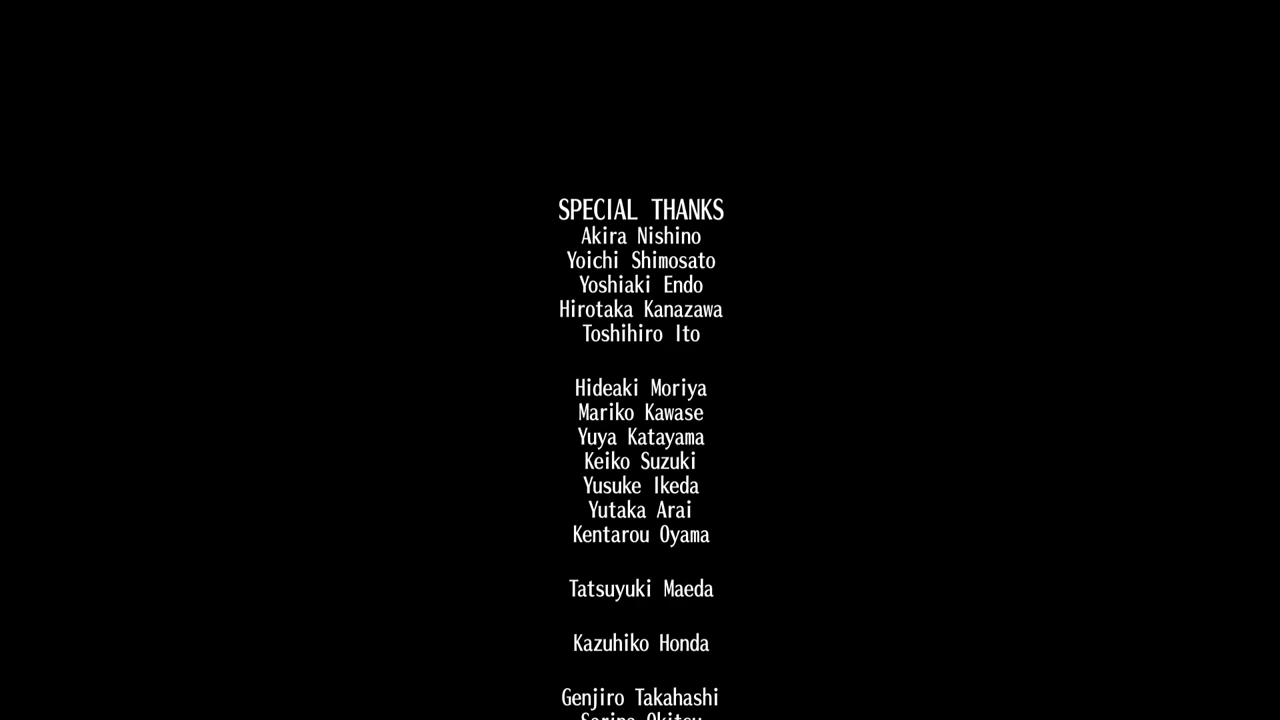 SPECIAL THANKS
Akira Nishino
Yoichi Shimosato
Yoshiaki Endo
Hirotaka Kanazawa
Toshihiro Ito
Hideaki Moriya
Mariko Kawase
Yuya Katayama
Keiko Suzuki
Yusuke Ikeda
Yutaka Arai
Kentarou Oyama
Tatsuyuki Maeda
Kazuhiko Honda
Genjiro Takahashi